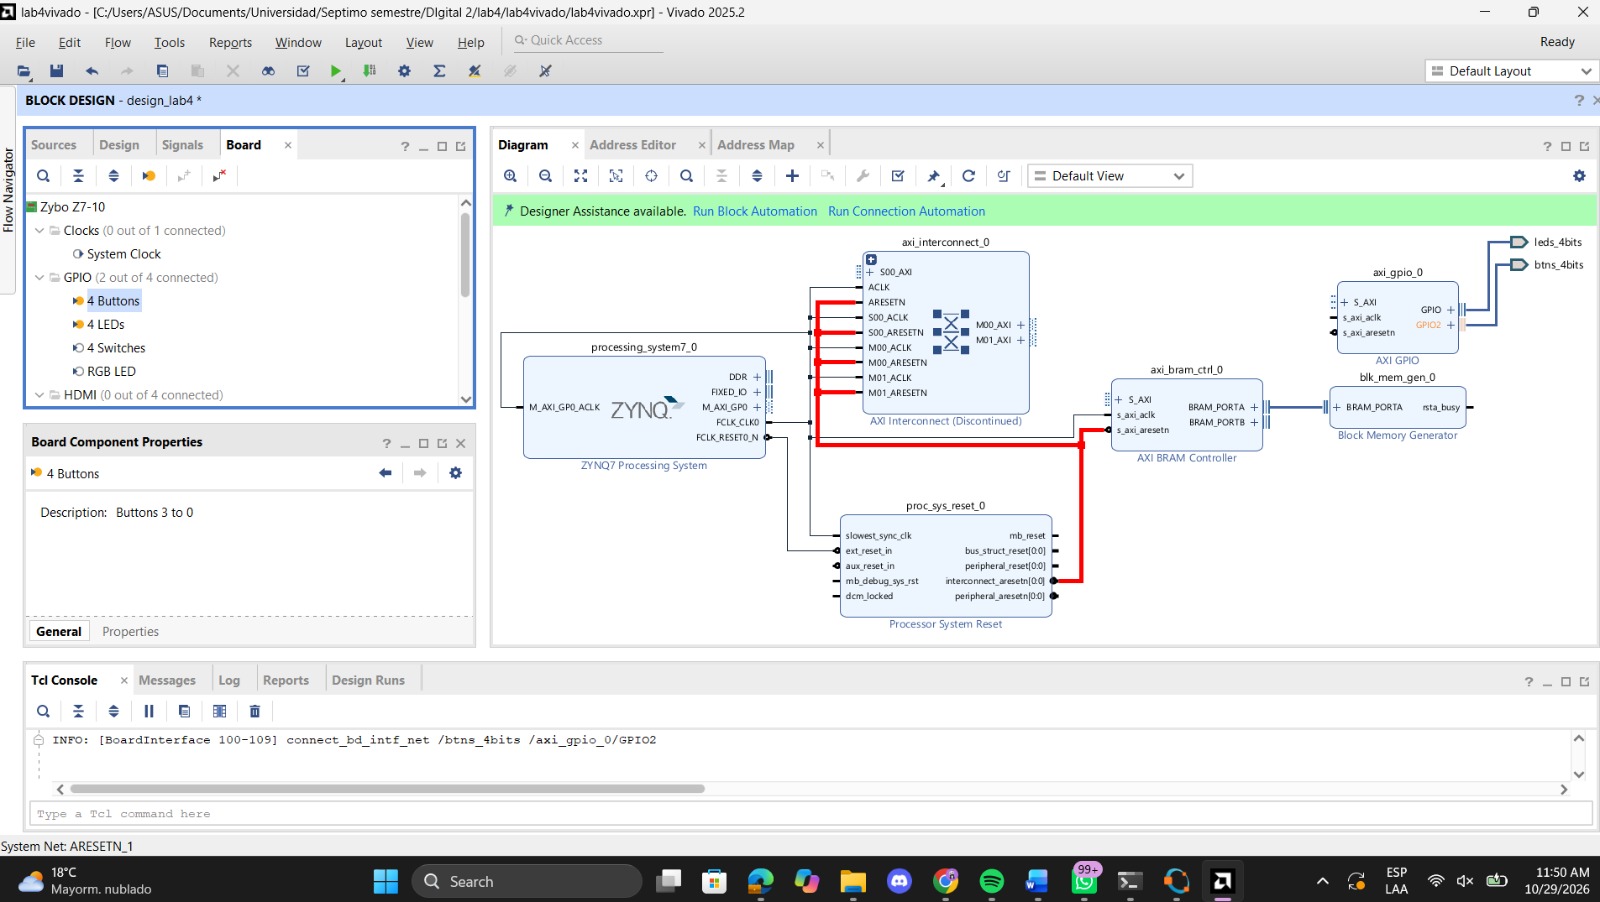 lab4vivado - [C:/Users/ASUS/Documents/Universidad/Septimo semestre/DIgital 2/lab4/lab4vivado/lab4vivado.xpr] - Vivado 2025.2
File Edit Flow Tools Reports Window Layout View Help Quick Access Ready
Default Layout
BLOCK DESIGN - design_lab4 *
Flow Navigator
Sources Design Signals Board
Zybo Z7-10
Clocks (0 out of 1 connected)
System Clock
GPIO (2 out of 4 connected)
4 Buttons
4 LEDs
4 Switches
RGB LED
HDMI (0 out of 4 connected)
Board Component Properties
4 Buttons
Description: Buttons 3 to 0
General Properties
Diagram Address Editor Address Map
Default View
Designer Assistance available. Run Block Automation Run Connection Automation
processing_system7_0
M_AXI_GP0_ACLK
ZYNQ
DDR
FIXED_IO
M_AXI_GP0
FCLK_CLK0
FCLK_RESET0_N
ZYNQ7 Processing System
axi_interconnect_0
S00_AXI
ACLK
ARESETN
S00_ACLK
S00_ARESETN
M00_ACLK
M00_ARESETN
M01_ACLK
M01_ARESETN
M00_AXI
M01_AXI
AXI Interconnect (Discontinued)
proc_sys_reset_0
slowest_sync_clk
ext_reset_in
aux_reset_in
mb_debug_sys_rst
dcm_locked
mb_reset
bus_struct_reset[0:0]
peripheral_reset[0:0]
interconnect_aresetn[0:0]
peripheral_aresetn[0:0]
Processor System Reset
axi_bram_ctrl_0
S_AXI
s_axi_aclk
s_axi_aresetn
BRAM_PORTA
BRAM_PORTB
AXI BRAM Controller
leds_4bits
btns_4bits
axi_gpio_0
S_AXI
s_axi_aclk
s_axi_aresetn
GPIO
GPIO2
AXI GPIO
blk_mem_gen_0
BRAM_PORTA rsta_busy
Block Memory Generator
Tcl Console Messages Log Reports Design Runs
INFO: [BoardInterface 100-109] connect_bd_intf_net /btns_4bits /axi_gpio_0/GPIO2
Type a Tcl command here
System Net: ARESETN_1
18°C
Mayorm. nublado
Search
99+
ESP
LAA
11:50 AM
10/29/2026